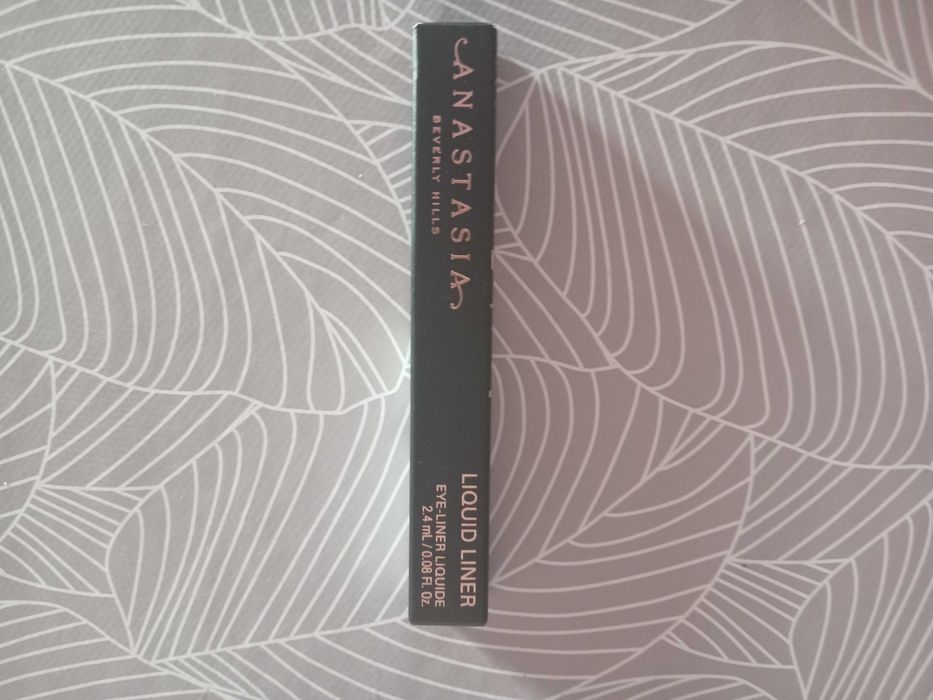 ANASTASIA
BEVERLY HILLS
LIQUID LINER
EYE-LINER LIQUIDE
2.4 mL / 0.08 Fl. Oz.